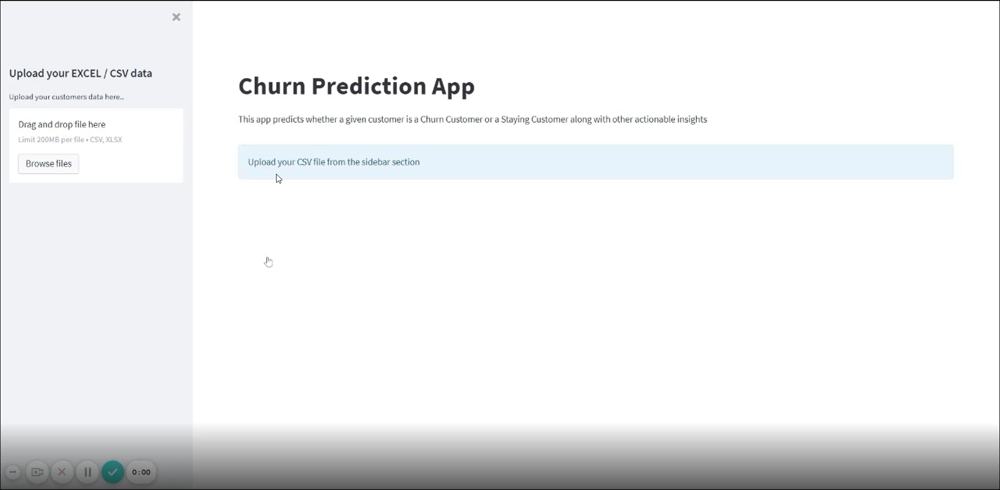 Upload your EXCEL / CSV data
Upload your customers data here..
Drag and drop file here
Limit 200MB per file • CSV, XLSX
Browse files
Churn Prediction App
This app predicts whether a given customer is a Churn Customer or a Staying Customer along with other actionable insights
Upload your CSV file from the sidebar section
0:00